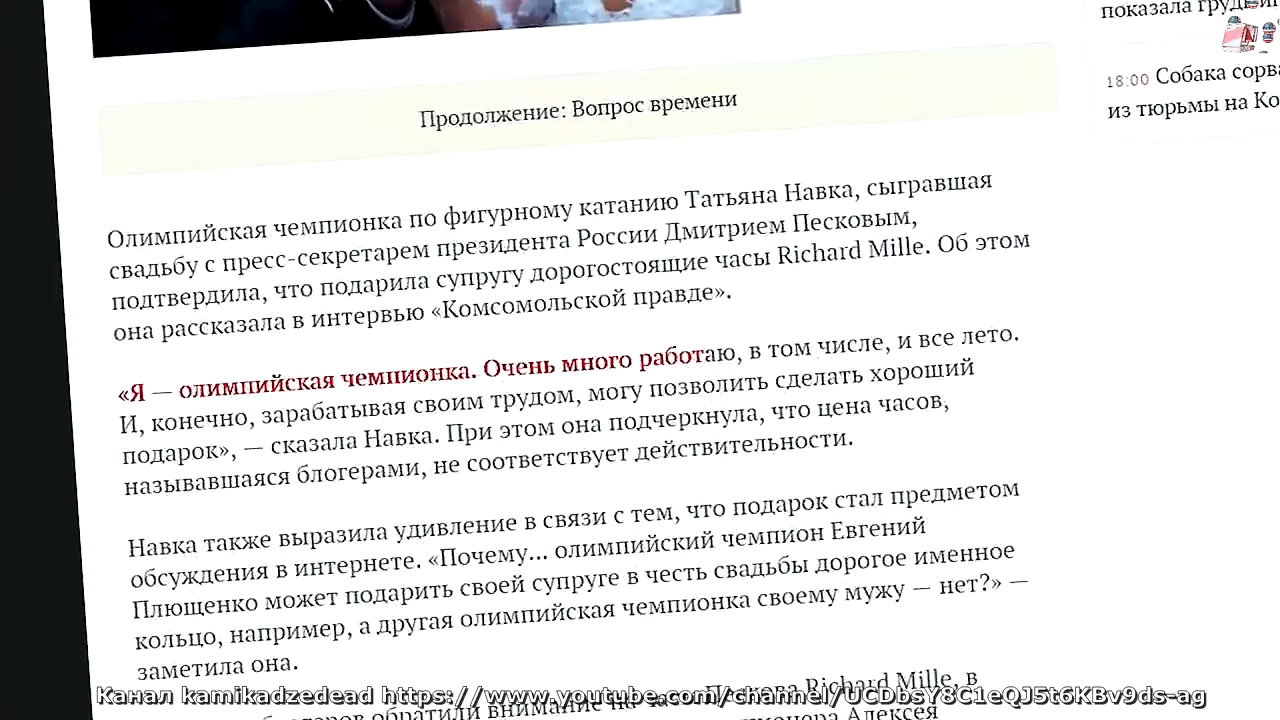 показала
18:00 Собака
из тюрьмы на
Продолжение: Вопрос времени
Олимпийская чемпионка по фигурному катанию Татьяна Навка, сыгравшая
свадьбу с пресс-секретарем президента России Дмитрием Песковым,
подтвердила, что подарила супругу дорогостоящие часы Richard Mille. Об этом
она рассказала в интервью «Комсомольской правде».
«Я — олимпийская чемпионка. Очень много работаю, в том числе, и все лето.
И, конечно, зарабатывая своим трудом, могу позволить сделать хороший
подарок», — сказала Навка. При этом она подчеркнула, что цена часов,
называвшаяся блогерами, не соответствует действительности.
Навка также выразила удивление в связи с тем, что подарок стал предметом
обсуждения в интернете. «Почему... олимпийский чемпион Евгений
Плющенко может подарить своей супруге в честь свадьбы дорогое именное
кольцо, например, а другая олимпийская чемпионка своему мужу — нет?» —
заметила она.
Richard Mille, в
обратили внимание на
Алексея
Канал kamikadzedead https://www.youtube.com/channel/UCDbsY8C1eQJ5t6KBv9ds-ag